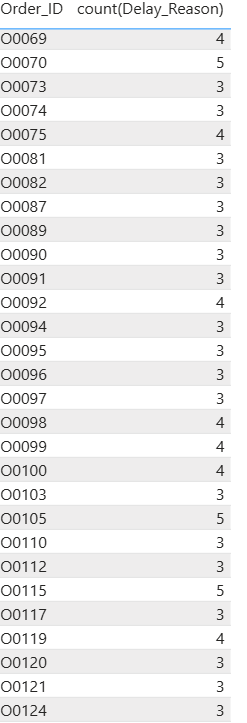 Order_ID count(Delay_Reason)
O0069 4
O0070 5
O0073 3
O0074 3
O0075 4
O0081 3
O0082 3
O0087 3
O0089 3
O0090 3
O0091 3
O0092 4
O0094 3
O0095 3
O0096 3
O0097 3
O0098 4
O0099 4
O0100 4
O0103 3
O0105 5
O0110 3
O0112 3
O0115 5
O0117 3
O0119 4
O0120 3
O0121 3
O0124 3